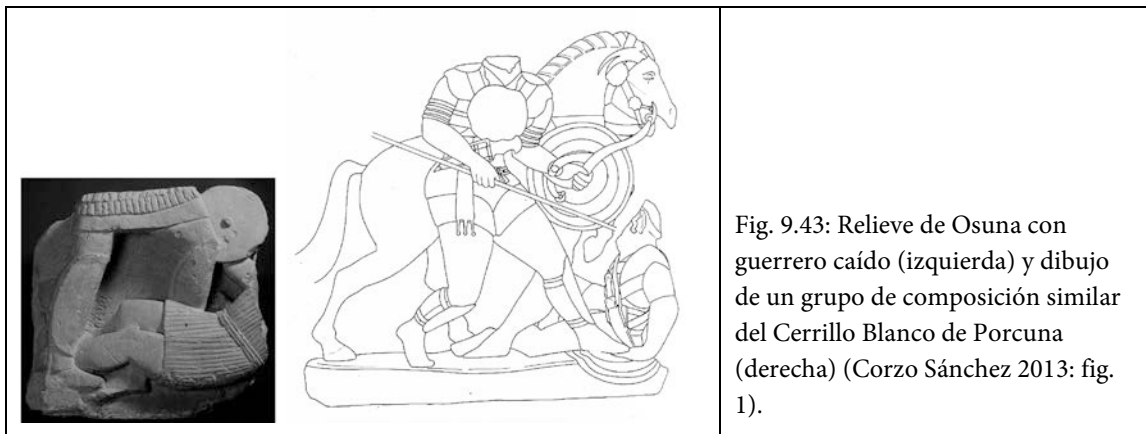 Fig. 9.43: Relieve de Osuna con
guerrero caído (izquierda) y dibujo
de un grupo de composición similar
del Cerrillo Blanco de Porcuna
(derecha) (Corzo Sánchez 2013: fig.
1).